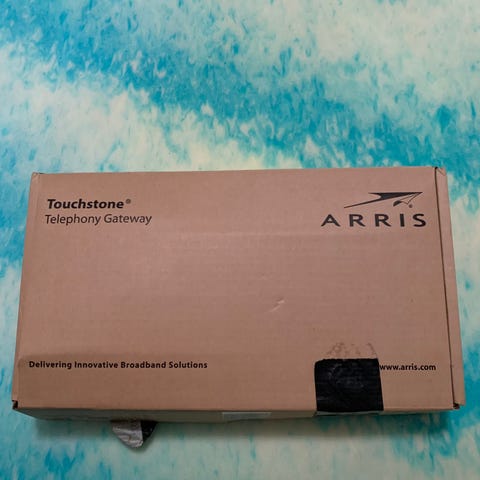 Touchstone®
Telephony Gateway
ARRIS
Delivering Innovative Broadband Solutions
www.arris.com